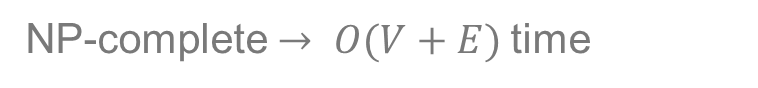 NP-complete → O(V + E) time